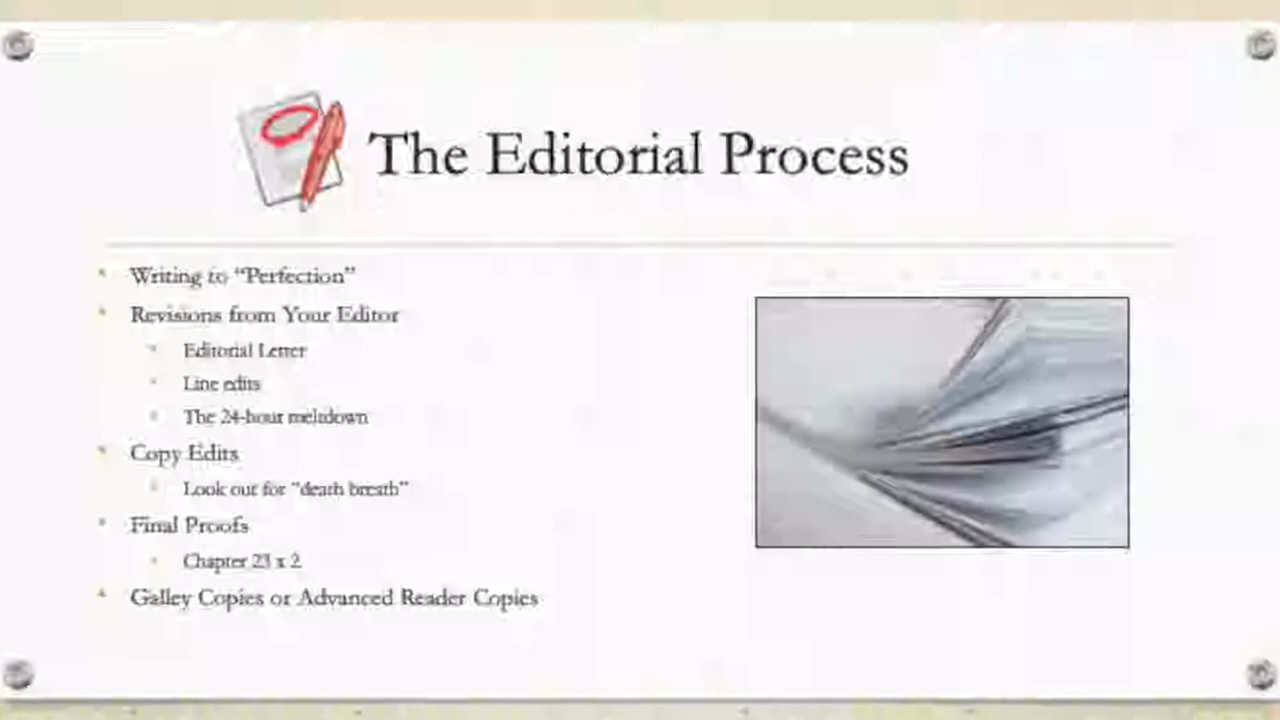 The Editorial Process
Writing to “Perfection”
Revisions from Your Editor
Editorial Letter
Line edits
The 24-hour meltdown
Copy Edits
Look out for “death breath”
Final Proofs
Chapter 23 x 2
Galley Copies or Advanced Reader Copies